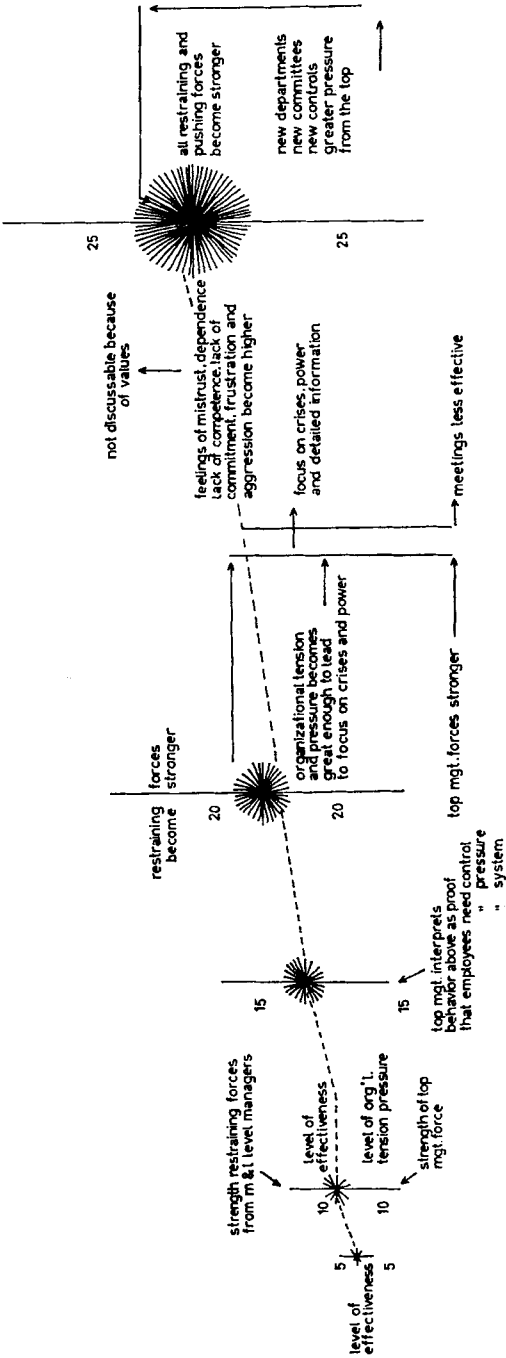 level of
effectiveness
5
5
strength restraining forces
from m & l level managers
10
10
level of
effectiveness
level of org'l.
tension pressure
strength of top
mgt. force
15
15
top mgt. interprets
behavior above as proof
that employees need control
" pressure
" system
restraining forces
become stronger
20
20
organizational tension
and pressure becomes
great enough to lead
to focus on crises and power
top mgt. forces stronger
not discussable because
of values
feelings of mistrust, dependence
lack of competence, lack of
commitment, frustration and
aggression become higher
focus on crises, power
and detailed information
meetings less effective
25
25
all restraining and
pushing forces
become stronger
new departments
new committees
new controls
greater pressure
from the top